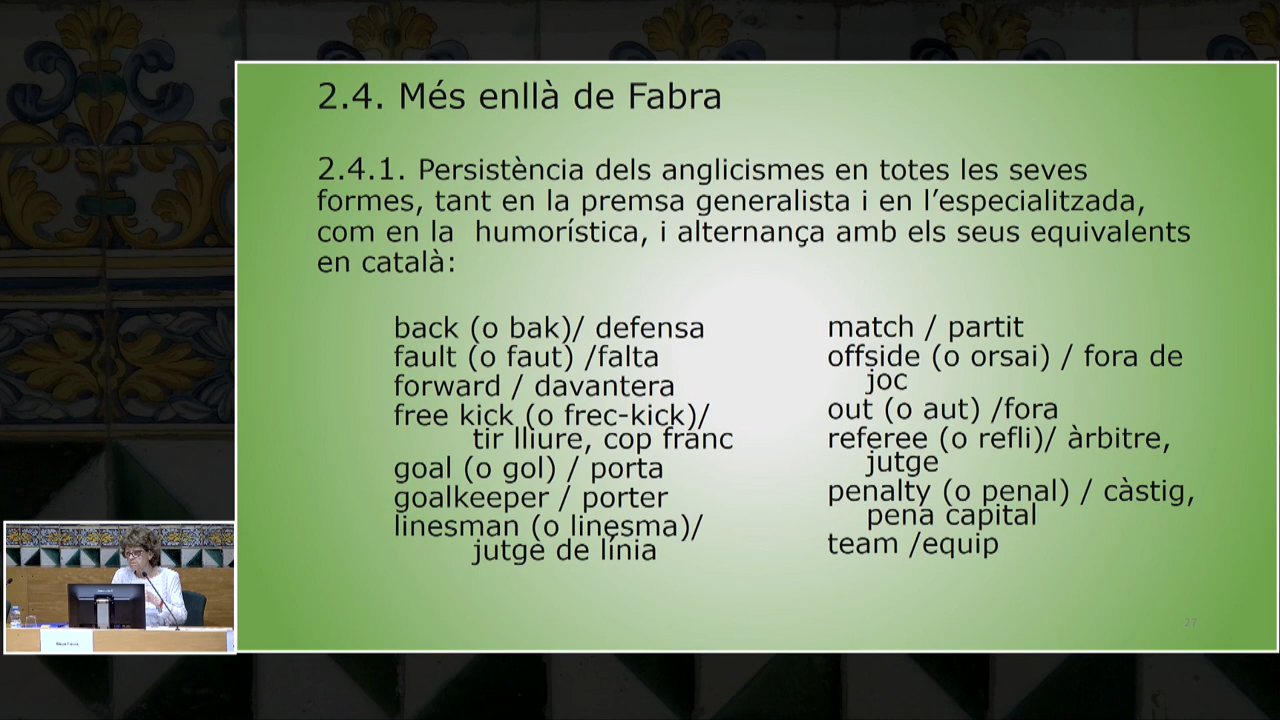 2.4. Més enllà de Fabra
2.4.1. Persistència dels anglicismes en totes les seves
formes, tant en la premsa generalista i en l’especialitzada,
com en la  humorística, i alternança amb els seus equivalents
en català:
back (o bak)/ defensa
fault (o faut) /falta
forward / davantera
free kick (o frec-kick)/
tir lliure, cop franc
goal (o gol) / porta
goalkeeper / porter
linesman (o linesma)/
jutge de línia
match / partit
offside (o orsai) / fora de
joc
out (o aut) /fora
referee (o refli)/ àrbitre,
jutge
penalty (o penal) / càstig,
pena capital
team /equip
27